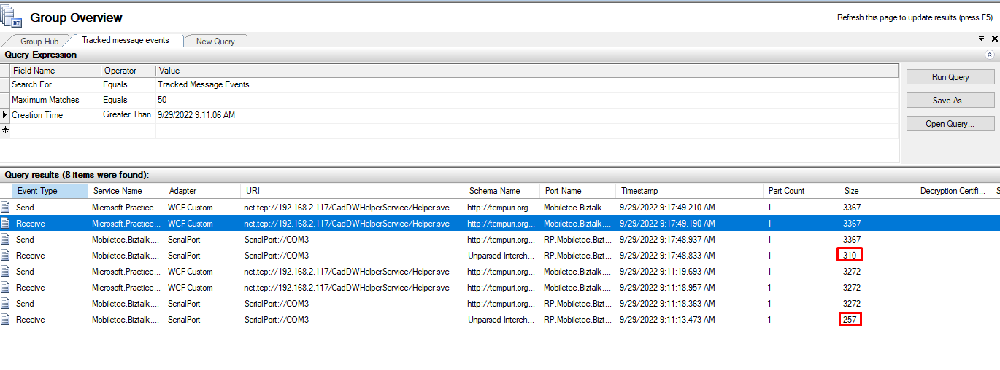 BT Group Overview Refresh this page to update results (press F5)
Group Hub Tracked message events New Query
Query Expression
Field Name Operator Value
Search For Equals Tracked Message Events
Run Query
Maximum Matches Equals 50
Save As...
Creation Time Greater Than 9/29/2022 9:11:06 AM
Open Query...
Query results (8 items were found):
Event Type Service Name Adapter URI Schema Name Port Name Timestamp Part Count Size Decryption Certifi... S
Send Microsoft.Practice... WCF-Custom net.tcp://192.168.2.117/CadDWHelperService/Helper.svc http://tempuri.org... Mobiletec.Biztalk.... 9/29/2022 9:17:49.210 AM 1 3367
Receive Microsoft.Practice... WCF-Custom net.tcp://192.168.2.117/CadDWHelperService/Helper.svc http://tempuri.org... Mobiletec.Biztalk.... 9/29/2022 9:17:49.190 AM 1 3367
Send Mobiletec.Biztalk.... SerialPort SerialPort://COM3 http://tempuri.org... RP.Mobiletec.Bizt... 9/29/2022 9:17:48.937 AM 1 3367
Receive Mobiletec.Biztalk.... SerialPort SerialPort://COM3 Unparsed Interch... RP.Mobiletec.Bizt... 9/29/2022 9:17:48.833 AM 1 310
Send Microsoft.Practice... WCF-Custom net.tcp://192.168.2.117/CadDWHelperService/Helper.svc http://tempuri.org... Mobiletec.Biztalk.... 9/29/2022 9:11:19.693 AM 1 3272
Receive Microsoft.Practice... WCF-Custom net.tcp://192.168.2.117/CadDWHelperService/Helper.svc http://tempuri.org... Mobiletec.Biztalk.... 9/29/2022 9:11:18.957 AM 1 3272
Send Mobiletec.Biztalk.... SerialPort SerialPort://COM3 http://tempuri.org... RP.Mobiletec.Bizt... 9/29/2022 9:11:18.363 AM 1 3272
Receive Mobiletec.Biztalk.... SerialPort SerialPort://COM3 Unparsed Interch... RP.Mobiletec.Bizt... 9/29/2022 9:11:13.473 AM 1 257